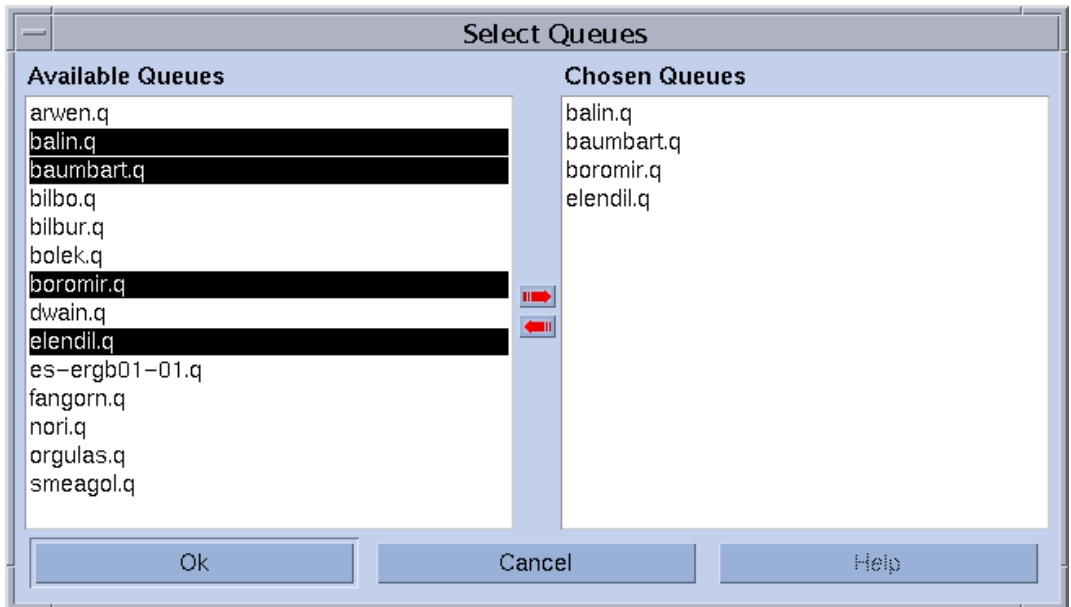 Select Queues
Available Queues
arwen.q
balin.q
baumbart.q
bilbo.q
bilbur.q
bolek.q
boromir.q
dwain.q
elendil.q
es-ergb01-01.q
fangorn.q
nori.q
orgulas.q
smeagol.q
Chosen Queues
balin.q
baumbart.q
boromir.q
elendil.q
Ok
Cancel
Help